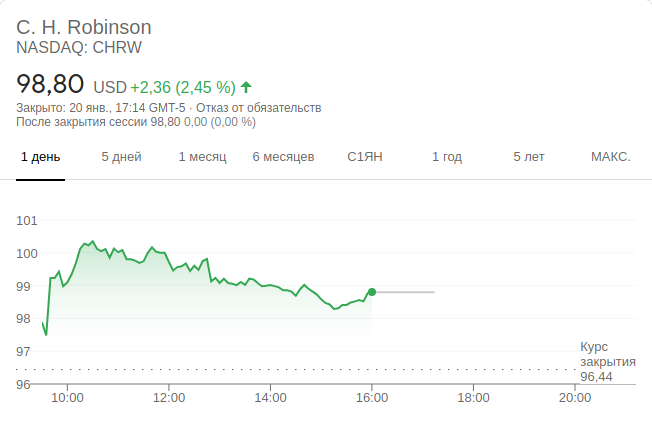 C. H. Robinson
NASDAQ: CHRW
98,80 USD +2,36 (2,45 %)
Закрыто: 20 янв., 17:14 GMT-5 · Отказ от обязательств
После закрытия сессии 98,80 0,00 (0,00 %)
1 день 5 дней 1 месяц 6 месяцев С1ЯН 1 год 5 лет МАКС.
101
100
99
98
97
Курс
закрытия
96,44
96
10:00 12:00 14:00 16:00 18:00 20:00